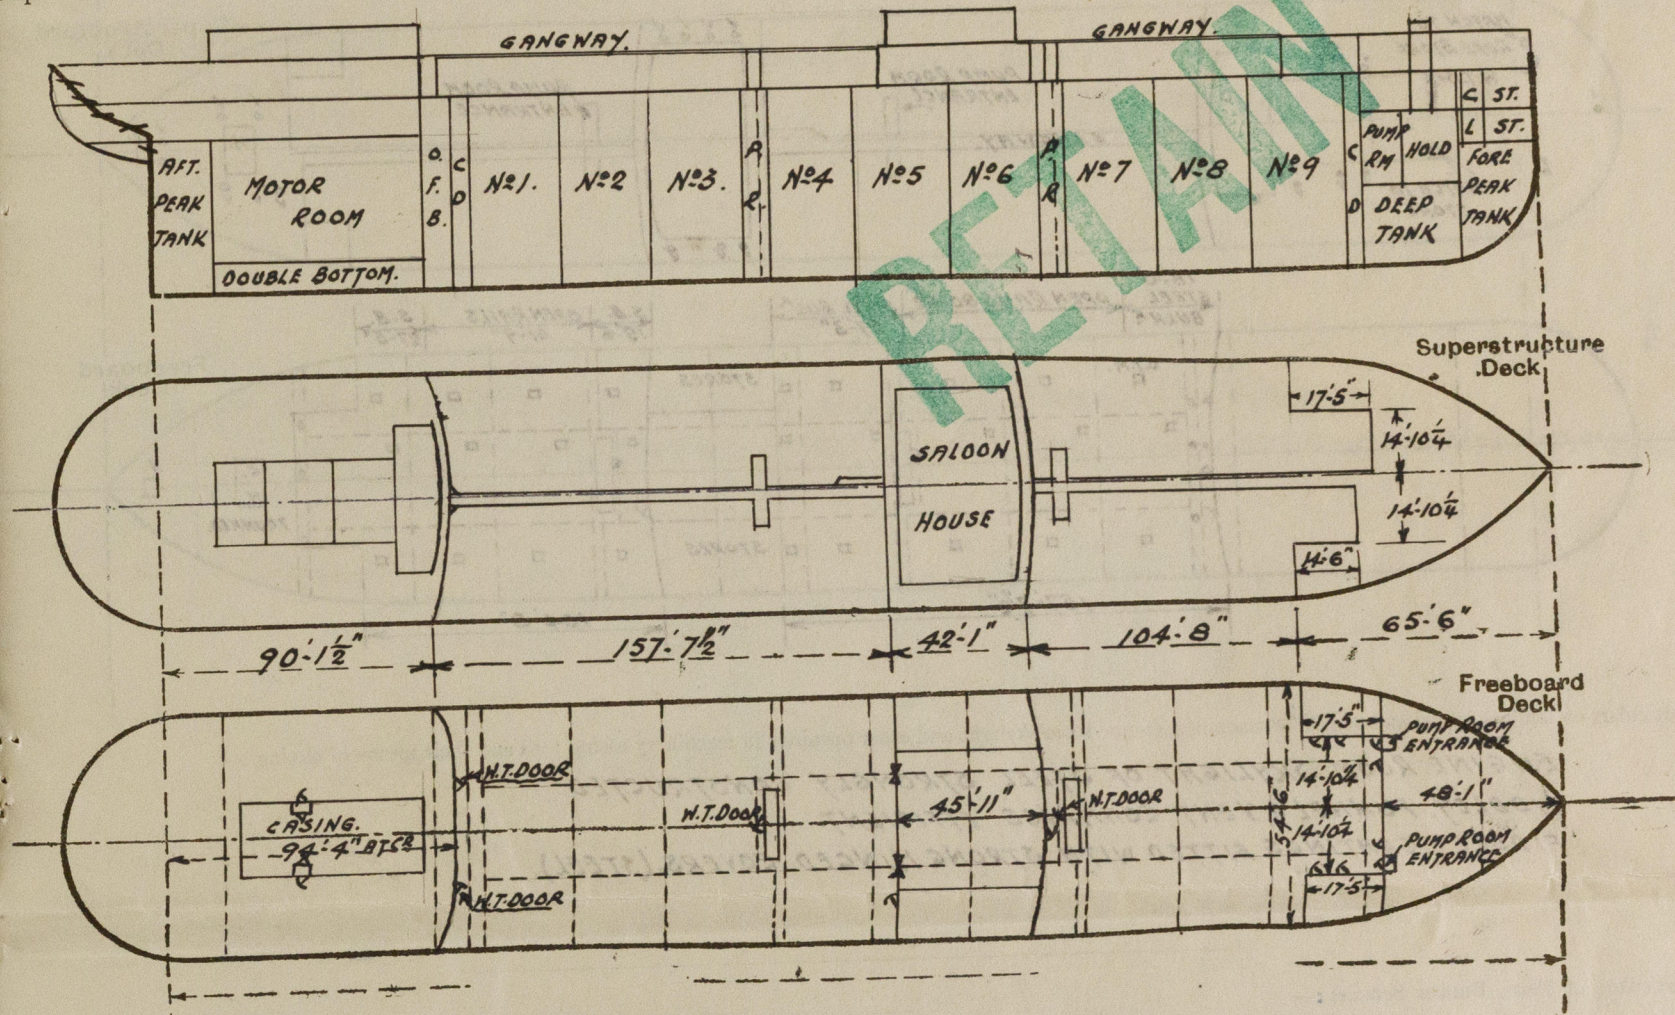 GANGWAY.
GANGWAY.
RETAIN
AFT.
PEAK
TANK
MOTOR
ROOM
DOUBLE BOTTOM.
O.
F.
B.
C
D
No1.
No2
No3.
P.
R.
No4
No5
No6
P.
R
No7
No8
No9
C
D
PUMP
RM
HOLD
DEEP
TANK
C ST.
L ST.
FORE
PEAK
TANK
Superstructure
Deck
17'-5"
14'-10¼
14'-10¼
14'-6"
SALOON
HOUSE
90'-1½"
157'-7½"
42'-1"
104'-8"
65'-6"
Freeboard
Deck
17'-5"
PUMP ROOM
ENTRANCE
W.T.DOOR
W.T.DOOR
45'-11"
W.T.DOOR
54'-6
14'-10¼
48'-1"
CASING.
94'-4"
14'-10¼
PUMP ROOM
ENTRANCE
W.T.DOOR
17'-5"